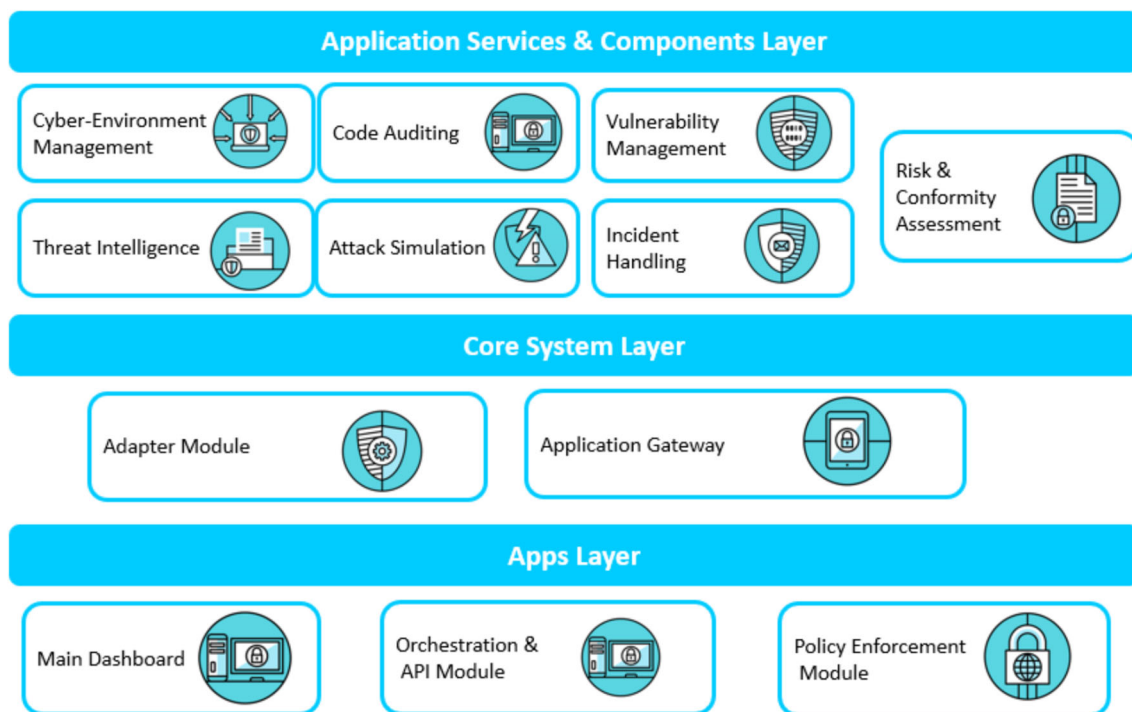 Application Services & Components Layer
Cyber-Environment
Management
Code Auditing
Vulnerability
Management
Risk &
Conformity
Assessment
Threat Intelligence
Attack Simulation
Incident
Handling
Core System Layer
Adapter Module
Application Gateway
Apps Layer
Main Dashboard
Orchestration &
API Module
Policy Enforcement
Module